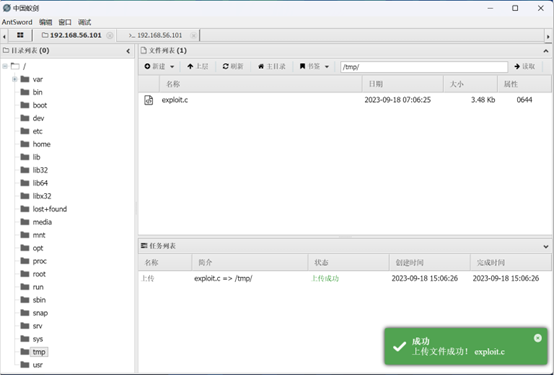 中国蚁剑
AntSword 编辑 窗口 调试
192.168.56.101 >_ 192.168.56.101
目录列表 (0)
/
var
bin
boot
dev
etc
home
lib
lib32
lib64
libx32
lost+found
media
mnt
opt
proc
root
run
sbin
snap
srv
sys
tmp
usr
文件列表 (1)
新建 上层 刷新 主目录 书签 /tmp/ 读取
名称 日期 大小 属性
exploit.c 2023-09-18 07:06:25 3.48 Kb 0644
任务列表
名称 简介 状态 创建时间 完成时间
上传 exploit.c => /tmp/ 上传成功 2023-09-18 15:06:26 2023-09-18 15:06:26
成功
上传文件成功! exploit.c